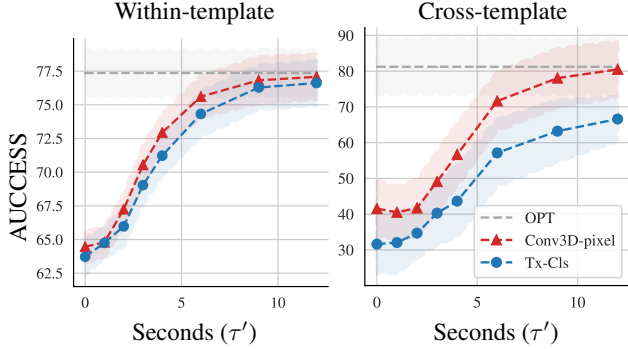 Within-template
Cross-template
AUCCESS
77.5
75.0
72.5
70.0
67.5
65.0
62.5
0
5
10
Seconds (τ′)
90
80
70
60
50
40
30
0
5
10
Seconds (τ′)
OPT
Conv3D-pixel
Tx-Cls